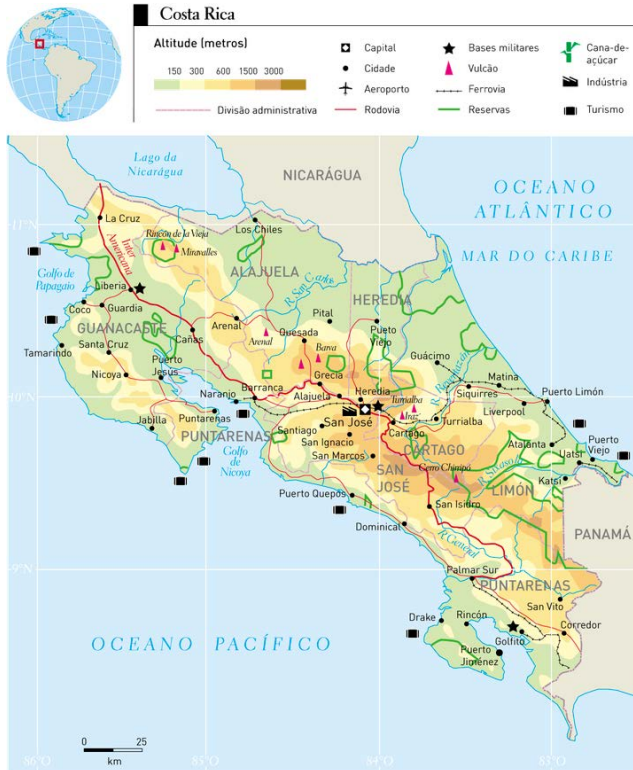 Costa Rica
Altitude (metros)
150 300 600 1500 3000
Capital
Cidade
Aeroporto
Bases militares
Vulcão
Ferrovia
Cana-de-
açúcar
Indústria
Divisão administrativa
Rodovia
Reservas
Turismo
Lago da
Nicarágua
NICARÁGUA
OCEANO
ATLÂNTICO
MAR DO CARIBE
11°N
La Cruz
Rincón de la Vieja
Miravalles
Los Chiles
Inter
Americana
ALAJUELA
R. San Carlos
HEREDIA
Golfo de
Papagaio
Liberia
Coco
Guardia
GUANACASTE
Cañas
Arenal
Arenal
Pital
Quesada
Pueto
Viejo
Tamarindo
Santa Cruz
Nicoya
Puerto
Jesús
Barva
Grecia
Guácimo
10°N
Naranjo
Barranca
Alajuela
Heredia
Turrialba
Siquirres
Matina
Puerto Limón
Liverpool
Jabilla
Puntarenas
PUNTARENAS
Golfo
de
Nicoya
Santiago
San José
San Ignacio
San Marcos
Cartago
Turrialba
CARTAGO
Atalanta
Puerto
Viejo
Uatsi
Katsi
SAN
JOSÉ
LIMÓN
Puerto Quepos
Dominical
San Isidro
R. General
PANAMÁ
9°N
Palmar Sur
PUNTARENAS
San Vito
Drake
Rincón
Golfito
Corredor
Puerto
Jiménez
OCEANO PACÍFICO
0 25
km
86°O
85°O
84°O
83°O